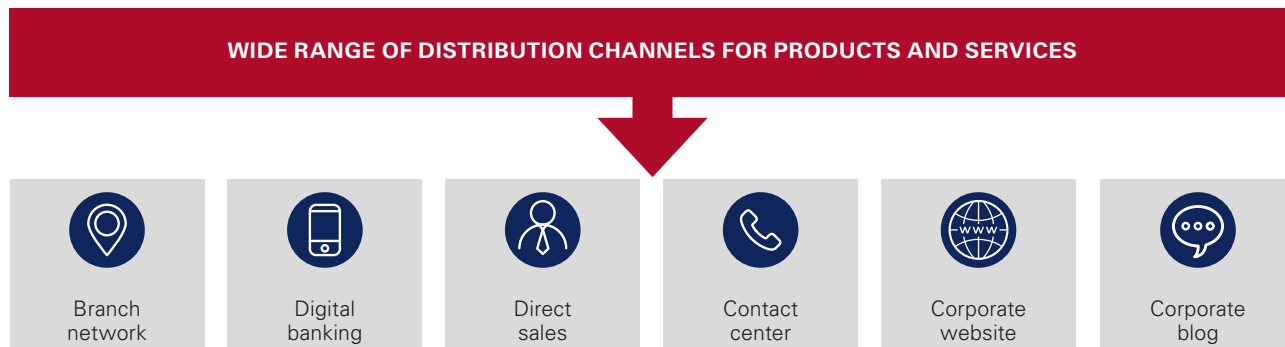 WIDE RANGE OF DISTRIBUTION CHANNELS FOR PRODUCTS AND SERVICES
Branch
network
Digital
banking
Direct
sales
Contact
center
www
Corporate
website
Corporate
blog